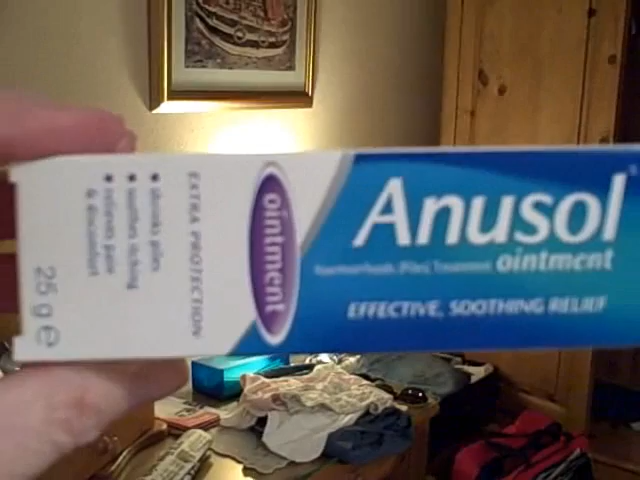 Anusol
ointment
Haemorrhoids (Piles) Treatment
EFFECTIVE, SOOTHING RELIEF
ointment
EXTRA PROTECTION
• shrinks piles
• soothes itching
• relieves pain
& discomfort
25 g e